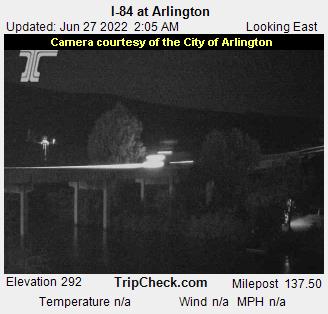 I-84 at Arlington
Updated: Jun 27 2022  2:05 AM Looking East
Camera courtesy of the City of Arlington
Elevation 292 TripCheck.com Milepost 137.50
Temperature n/a Wind n/a MPH n/a